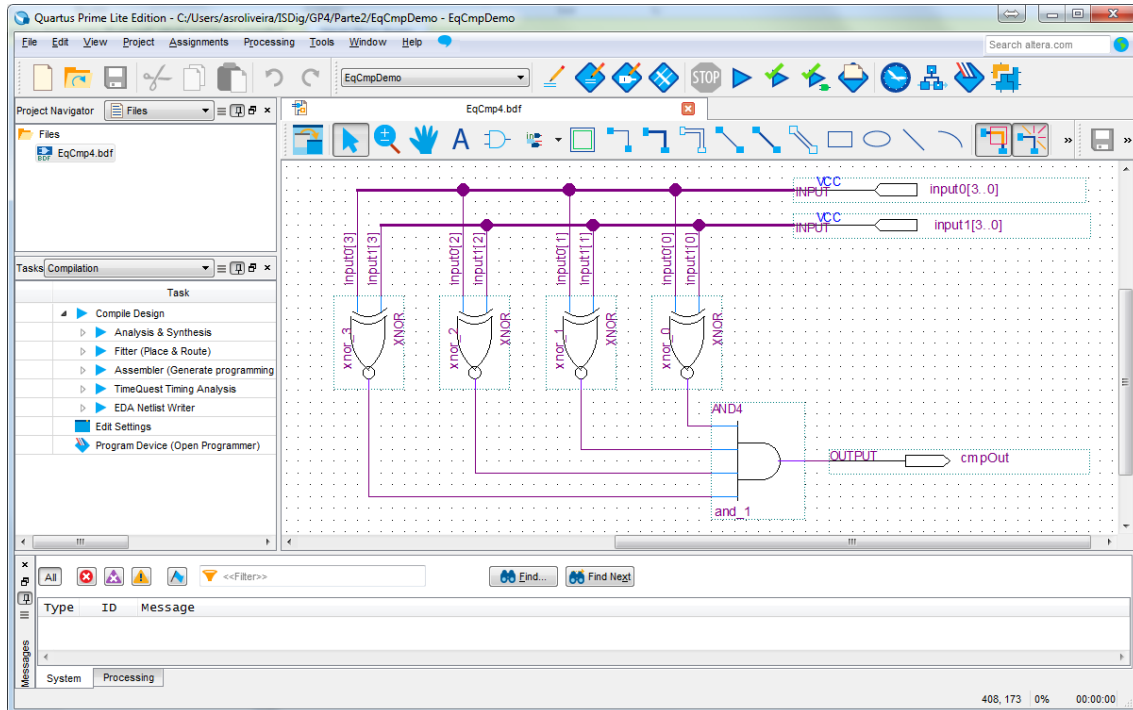 Quartus Prime Lite Edition - C:/Users/asroliveira/ISDig/GP4/Parte2/EqCmpDemo - EqCmpDemo
File Edit View Project Assignments Processing Tools Window Help
Search altera.com
EqCmpDemo
STOP
Project Navigator Files
EqCmp4.bdf
Files
BDF EqCmp4.bdf
VCC
INPUT input0[3..0]
VCC
INPUT input1[3..0]
input0[3] input1[3] input0[2] input1[2] input0[1] input1[1] input0[0] input1[0]
xnor_3 XNOR xnor_2 XNOR xnor_1 XNOR xnor_0 XNOR
AND4
OUTPUT cmpOut
and_1
Tasks Compilation
Task
Compile Design
Analysis & Synthesis
Fitter (Place & Route)
Assembler (Generate programming
TimeQuest Timing Analysis
EDA Netlist Writer
Edit Settings
Program Device (Open Programmer)
All <<Filter>> Find... Find Next
Type ID Message
Messages
System Processing
408, 173 0% 00:00:00